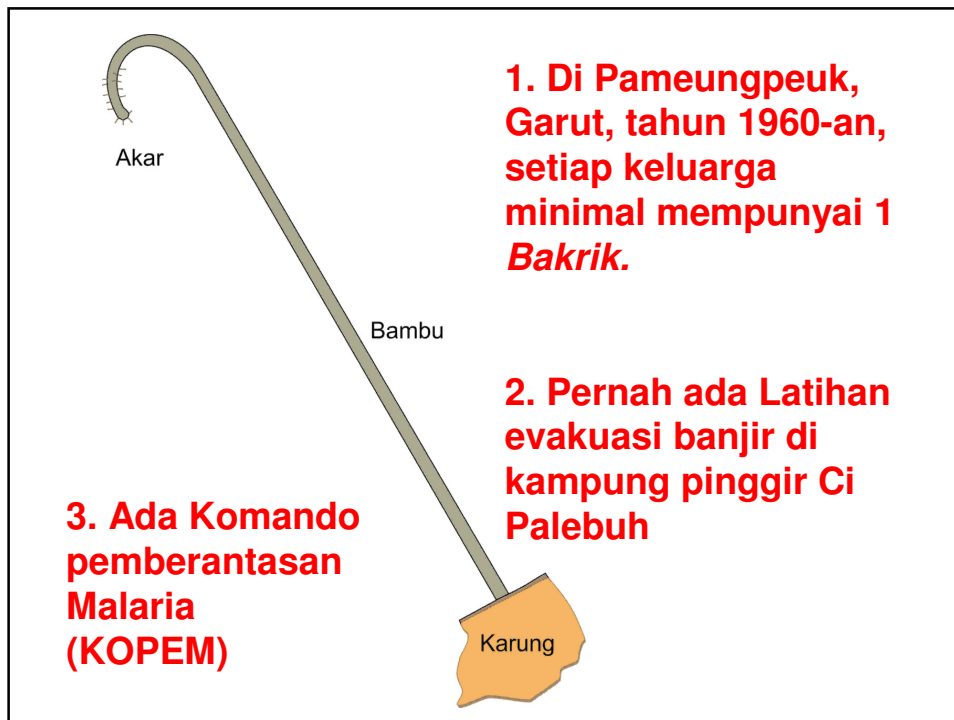 Akar
1. Di Pameungpeuk,
Garut, tahun 1960-an,
setiap keluarga
minimal mempunyai 1
Bakrik.
Bambu
2. Pernah ada Latihan
evakuasi banjir di
kampung pinggir Ci
Palebuh
3. Ada Komando
pemberantasan
Malaria
(KOPEM)
Karung